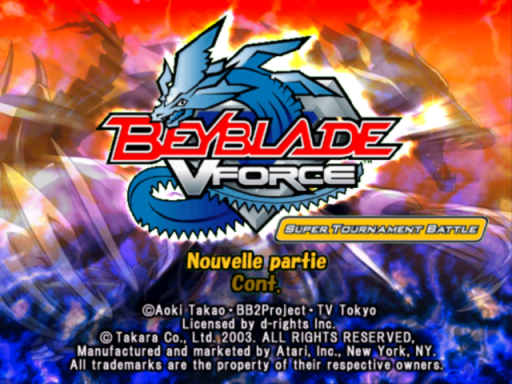 BEYBLADE
VFORCE™
SUPER TOURNAMENT BATTLE
Nouvelle partie
Cont.
©Aoki Takao・BB2Project・TV Tokyo
Licensed by d-rights Inc.
©Takara Co., Ltd. 2003. ALL RIGHTS RESERVED,
Manufactured and marketed by Atari, Inc., New York, NY.
All trademarks are the property of their respective owners.